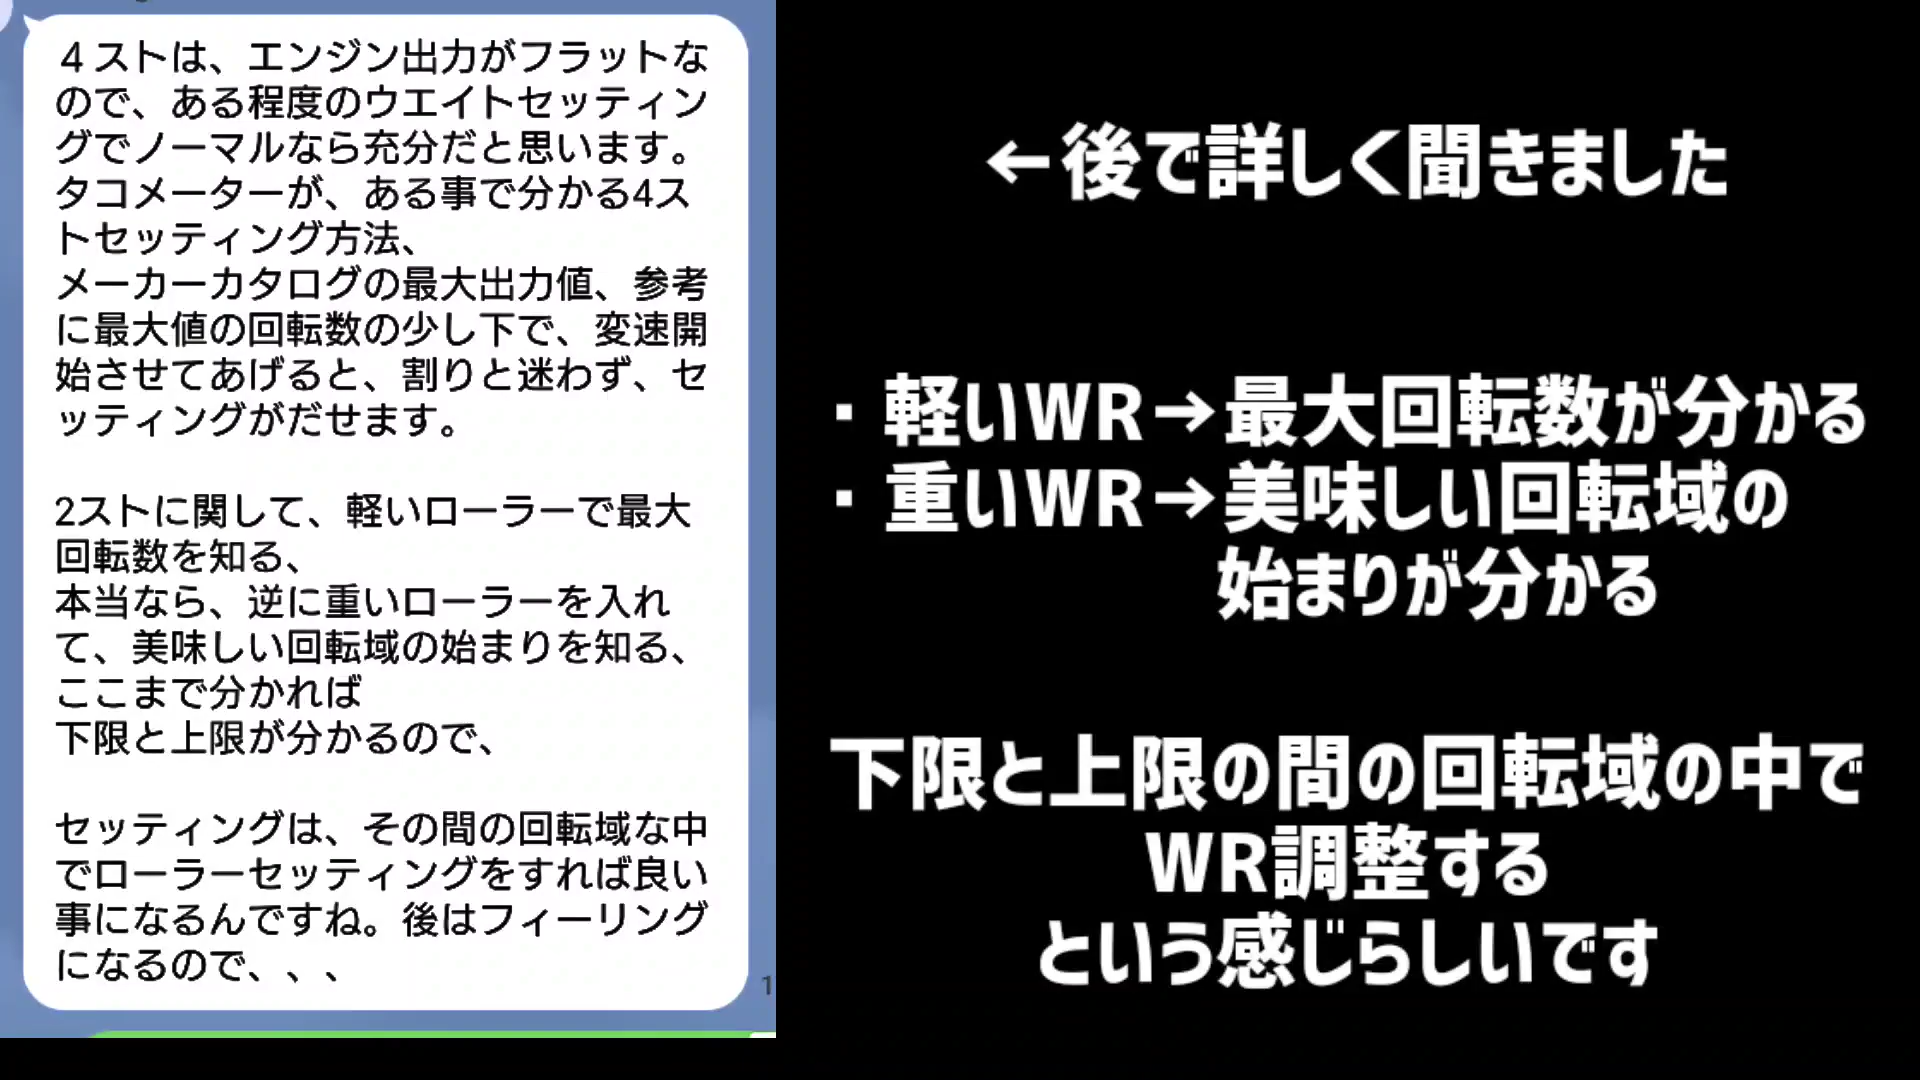 ４ストは、エンジン出力がフラットな
ので、ある程度のウエイトセッティン
グでノーマルなら充分だと思います。
タコメーターが、ある事で分かる4ス
トセッティング方法、
メーカーカタログの最大出力値、参考
に最大値の回転数の少し下で、変速開
始させてあげると、割りと迷わず、セ
ッティングがだせます。
2ストに関して、軽いローラーで最大
回転数を知る、
本当なら、逆に重いローラーを入れ
て、美味しい回転域の始まりを知る、
ここまで分かれば
下限と上限が分かるので、
セッティングは、その間の回転域な中
でローラーセッティングをすれば良い
事になるんですね。後はフィーリング
になるので、、、
1
←後で詳しく聞きました
・軽いWR→最大回転数が分かる
・重いWR→美味しい回転域の
始まりが分かる
下限と上限の間の回転域の中で
WR調整する
という感じらしいです